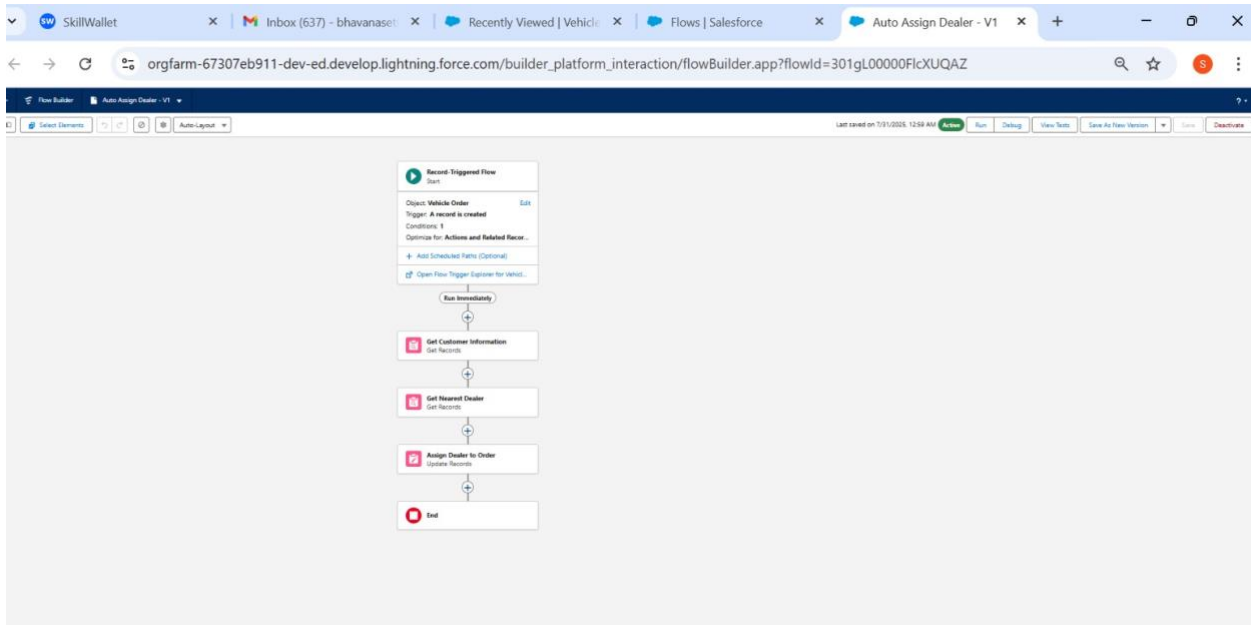 SW SkillWallet × M Inbox (637) - bhavanaset × Recently Viewed | Vehicle × Flows | Salesforce × Auto Assign Dealer - V1 × +
orgfarm-67307eb911-dev-ed.develop.lightning.force.com/builder_platform_interaction/flowBuilder.app?flowId=301gL00000FlcXUQAZ S
Flow Builder Auto Assign Dealer - V1 ?
Select Elements Auto-Layout Last saved on 7/31/2025, 12:59 AM Active Run Debug View Tests Save As New Version Save Deactivate
Record-Triggered Flow
Start
Object: Vehicle Order Edit
Trigger: A record is created
Conditions: 1
Optimize for: Actions and Related Recor...
+ Add Scheduled Paths (Optional)
Open Flow Trigger Explorer for Vehicl...
Run Immediately
Get Customer Information
Get Records
Get Nearest Dealer
Get Records
Assign Dealer to Order
Update Records
End